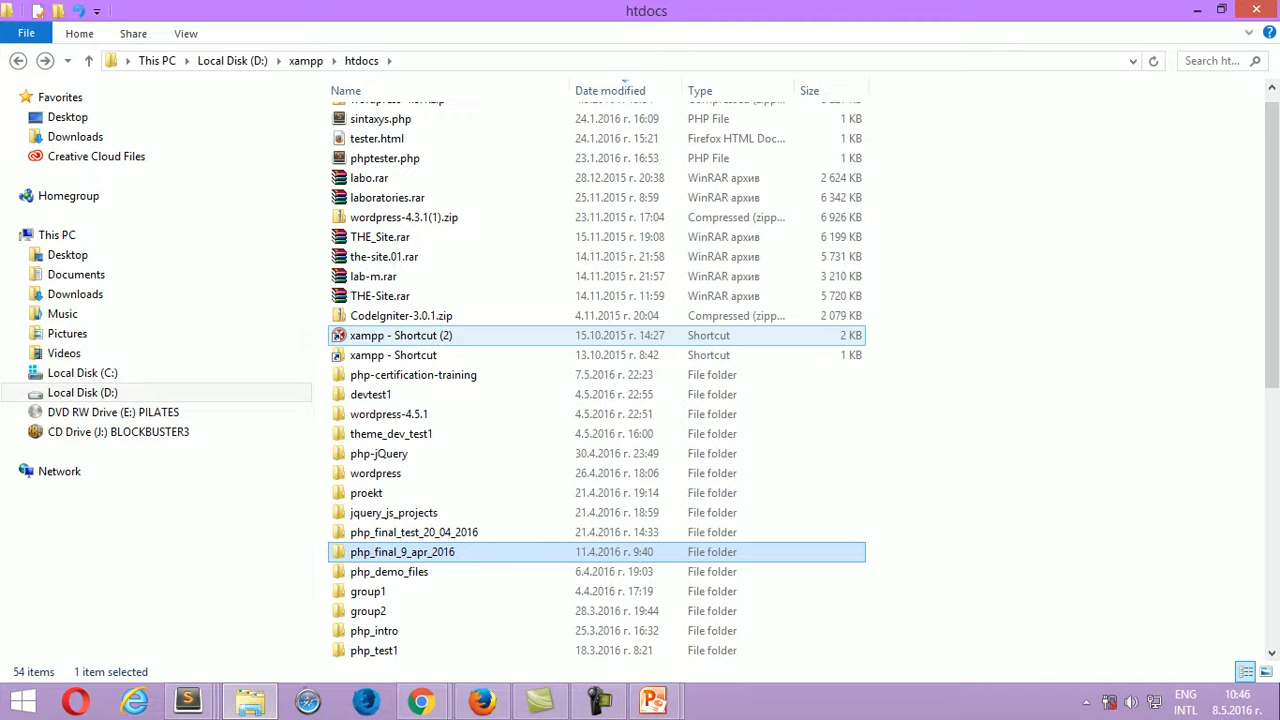 htdocs
File Home Share View
This PC Local Disk (D:) xampp htdocs Search ht...
Name Date modified Type Size
Favorites
Desktop
Downloads
Creative Cloud Files
Homegroup
This PC
Desktop
Documents
Downloads
Music
Pictures
Videos
Local Disk (C:)
Local Disk (D:)
DVD RW Drive (E:) PILATES
CD Drive (J:) BLOCKBUSTER3
Network
sintaxys.php 24.1.2016 г. 16:09 PHP File 1 KB
tester.html 24.1.2016 г. 15:21 Firefox HTML Doc... 1 KB
phptester.php 23.1.2016 г. 16:53 PHP File 1 KB
labo.rar 28.12.2015 г. 20:38 WinRAR архив 2 624 KB
laboratories.rar 25.11.2015 г. 8:59 WinRAR архив 6 342 KB
wordpress-4.3.1(1).zip 23.11.2015 г. 17:04 Compressed (zipp... 6 926 KB
THE_Site.rar 15.11.2015 г. 19:08 WinRAR архив 6 199 KB
the-site.01.rar 14.11.2015 г. 21:58 WinRAR архив 5 731 KB
lab-m.rar 14.11.2015 г. 21:57 WinRAR архив 3 210 KB
THE-Site.rar 14.11.2015 г. 11:59 WinRAR архив 5 720 KB
CodeIgniter-3.0.1.zip 4.11.2015 г. 20:04 Compressed (zipp... 2 079 KB
xampp - Shortcut (2) 15.10.2015 г. 14:27 Shortcut 2 KB
xampp - Shortcut 13.10.2015 г. 8:42 Shortcut 1 KB
php-certification-training 7.5.2016 г. 22:23 File folder
devtest1 4.5.2016 г. 22:55 File folder
wordpress-4.5.1 4.5.2016 г. 22:51 File folder
theme_dev_test1 4.5.2016 г. 16:00 File folder
php-jQuery 30.4.2016 г. 23:49 File folder
wordpress 26.4.2016 г. 18:06 File folder
proekt 21.4.2016 г. 19:14 File folder
jquery_js_projects 21.4.2016 г. 18:59 File folder
php_final_test_20_04_2016 21.4.2016 г. 14:33 File folder
php_final_9_apr_2016 11.4.2016 г. 9:40 File folder
php_demo_files 6.4.2016 г. 19:03 File folder
group1 4.4.2016 г. 17:19 File folder
group2 28.3.2016 г. 19:44 File folder
php_intro 25.3.2016 г. 16:32 File folder
php_test1 18.3.2016 г. 8:21 File folder
54 items 1 item selected
ENG 10:46
INTL 8.5.2016 г.